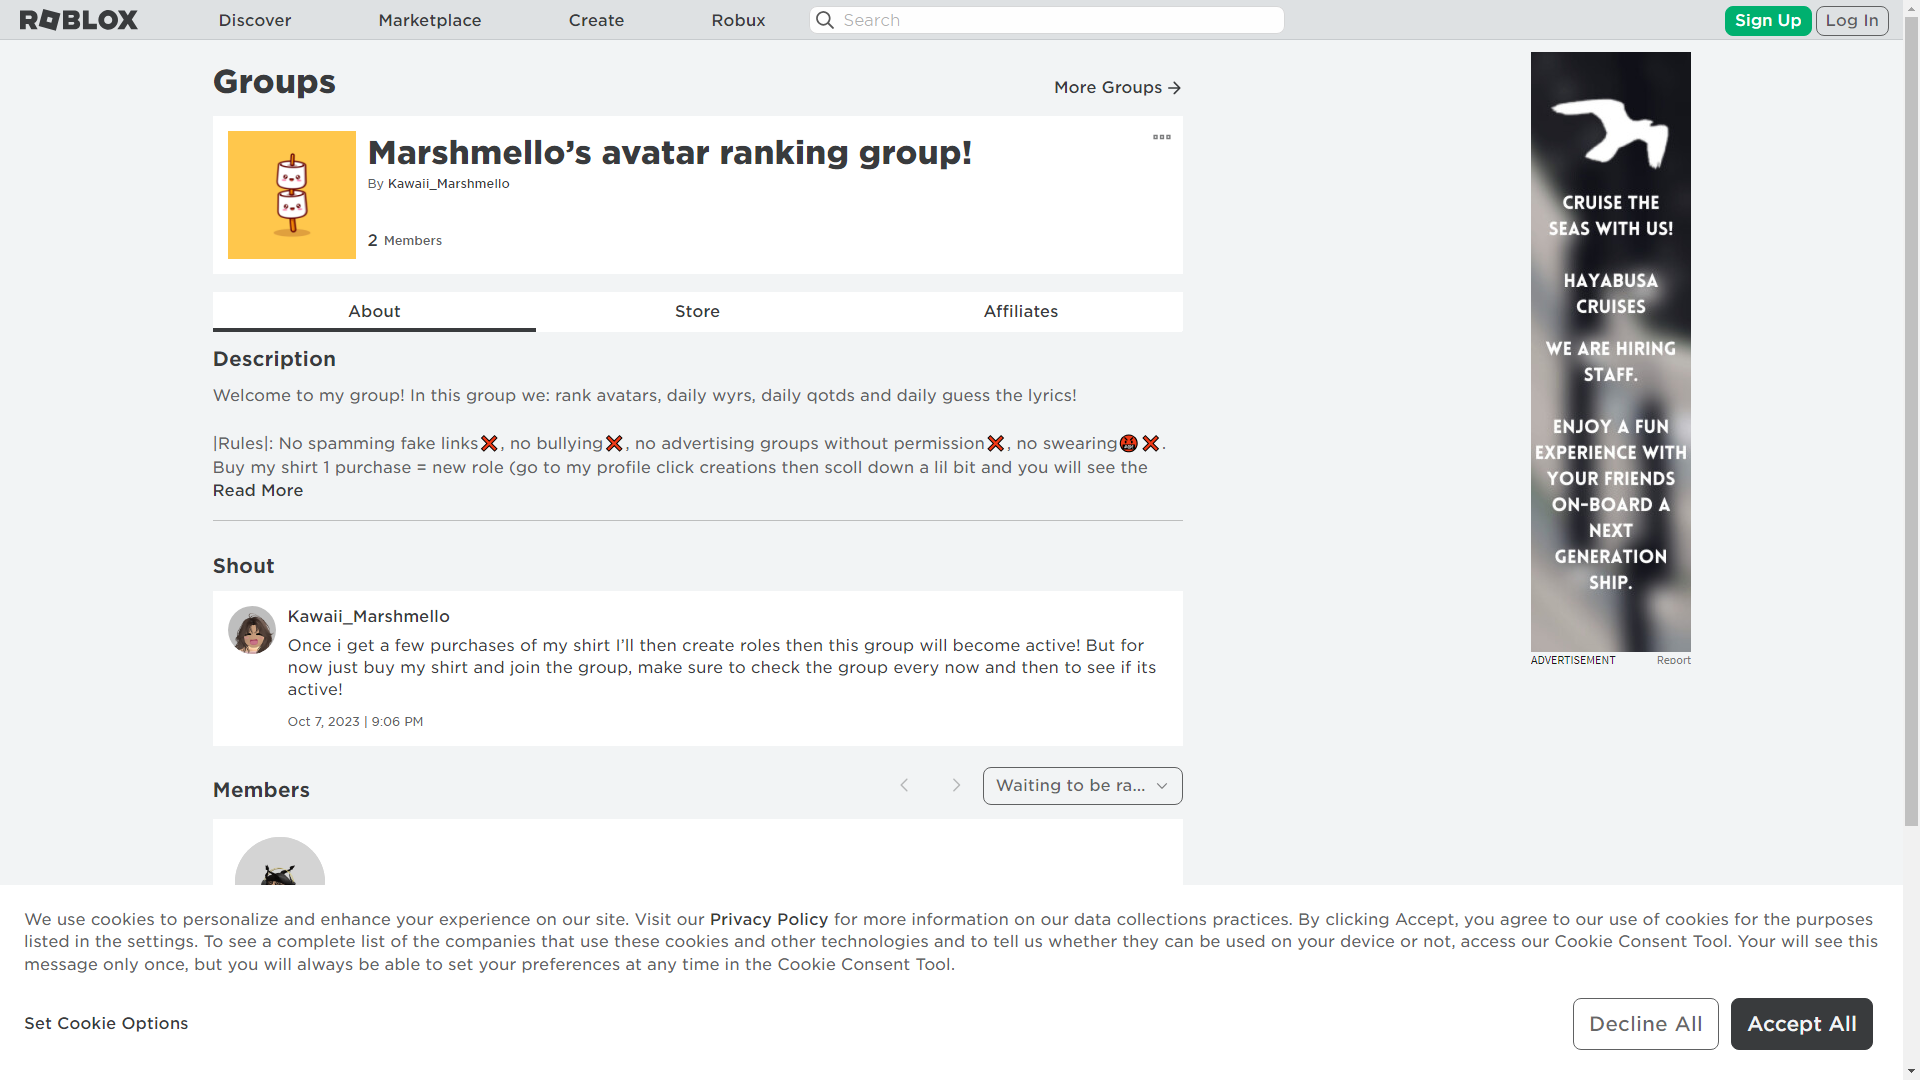 ROBLOX
Discover
Marketplace
Create
Robux
Search
Sign Up
Log In
Groups
More Groups
Marshmello’s avatar ranking group!
By Kawaii_Marshmello
2 Members
About
Store
Affiliates
Description
Welcome to my group! In this group we: rank avatars, daily wyrs, daily qotds and daily guess the lyrics!
|Rules|: No spamming fake links❌, no bullying❌, no advertising groups without permission❌, no swearing🤬❌.
Buy my shirt 1 purchase = new role (go to my profile click creations then scoll down a lil bit and you will see the
Read More
Shout
Kawaii_Marshmello
Once i get a few purchases of my shirt I’ll then create roles then this group will become active! But for
now just buy my shirt and join the group, make sure to check the group every now and then to see if its
active!
Oct 7, 2023 | 9:06 PM
Members
Waiting to be ra...
CRUISE THE
SEAS WITH US!
HAYABUSA
CRUISES
WE ARE HIRING
STAFF.
ENJOY A FUN
EXPERIENCE WITH
YOUR FRIENDS
ON-BOARD A
NEXT
GENERATION
SHIP.
ADVERTISEMENT
Report
We use cookies to personalize and enhance your experience on our site. Visit our Privacy Policy for more information on our data collections practices. By clicking Accept, you agree to our use of cookies for the purposes
listed in the settings. To see a complete list of the companies that use these cookies and other technologies and to tell us whether they can be used on your device or not, access our Cookie Consent Tool. Your will see this
message only once, but you will always be able to set your preferences at any time in the Cookie Consent Tool.
Set Cookie Options
Decline All
Accept All